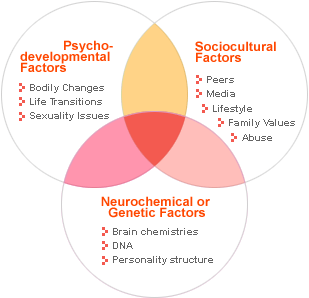 Psycho-
developmental
Factors
Bodily Changes
Life Transitions
Sexuality Issues
Sociocultural
Factors
Peers
Media
Lifestyle
Family Values
Abuse
Neurochemical or
Genetic Factors
Brain chemistries
DNA
Personality structure